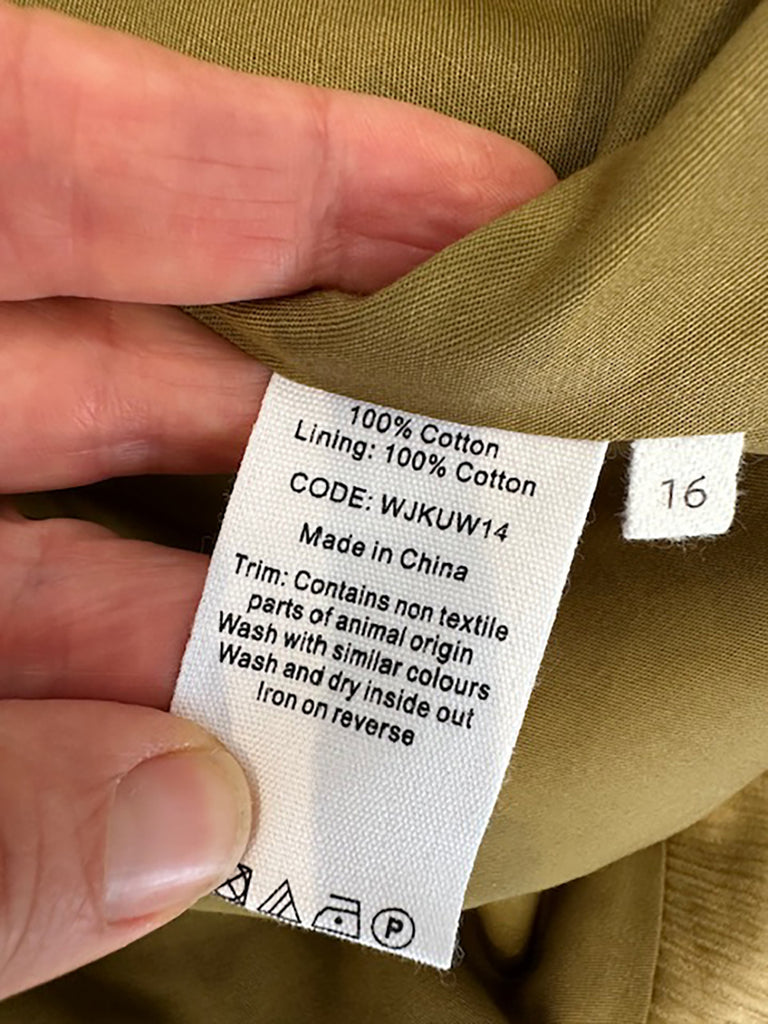 100% Cotton
Lining: 100% Cotton
CODE: WJKUW14
Made in China
Trim: Contains non textile
parts of animal origin
Wash with similar colours
Wash and dry inside out
Iron on reverse
P
16